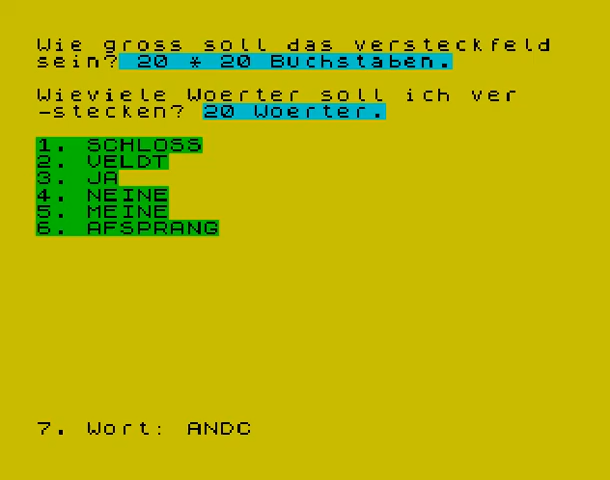 Wie gross soll das versteckfeld
sein? 20 * 20 Buchstaben.
Wieviele Woerter soll ich ver
-stecken? 20 Woerter.
1. SCHLOSS
2. VELDT
3. JA
4. NEINE
5. MEINE
6. AFSPRANG
7. Wort: ANDC